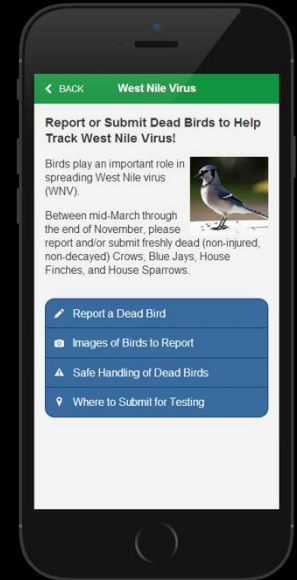 BACK West Nile Virus
Report or Submit Dead Birds to Help
Track West Nile Virus!
Birds play an important role in
spreading West Nile virus
(WNV).
Between mid-March through
the end of November, please
report and/or submit freshly dead (non-injured,
non-decayed) Crows, Blue Jays, House
Finches, and House Sparrows.
Report a Dead Bird
Images of Birds to Report
Safe Handling of Dead Birds
Where to Submit for Testing